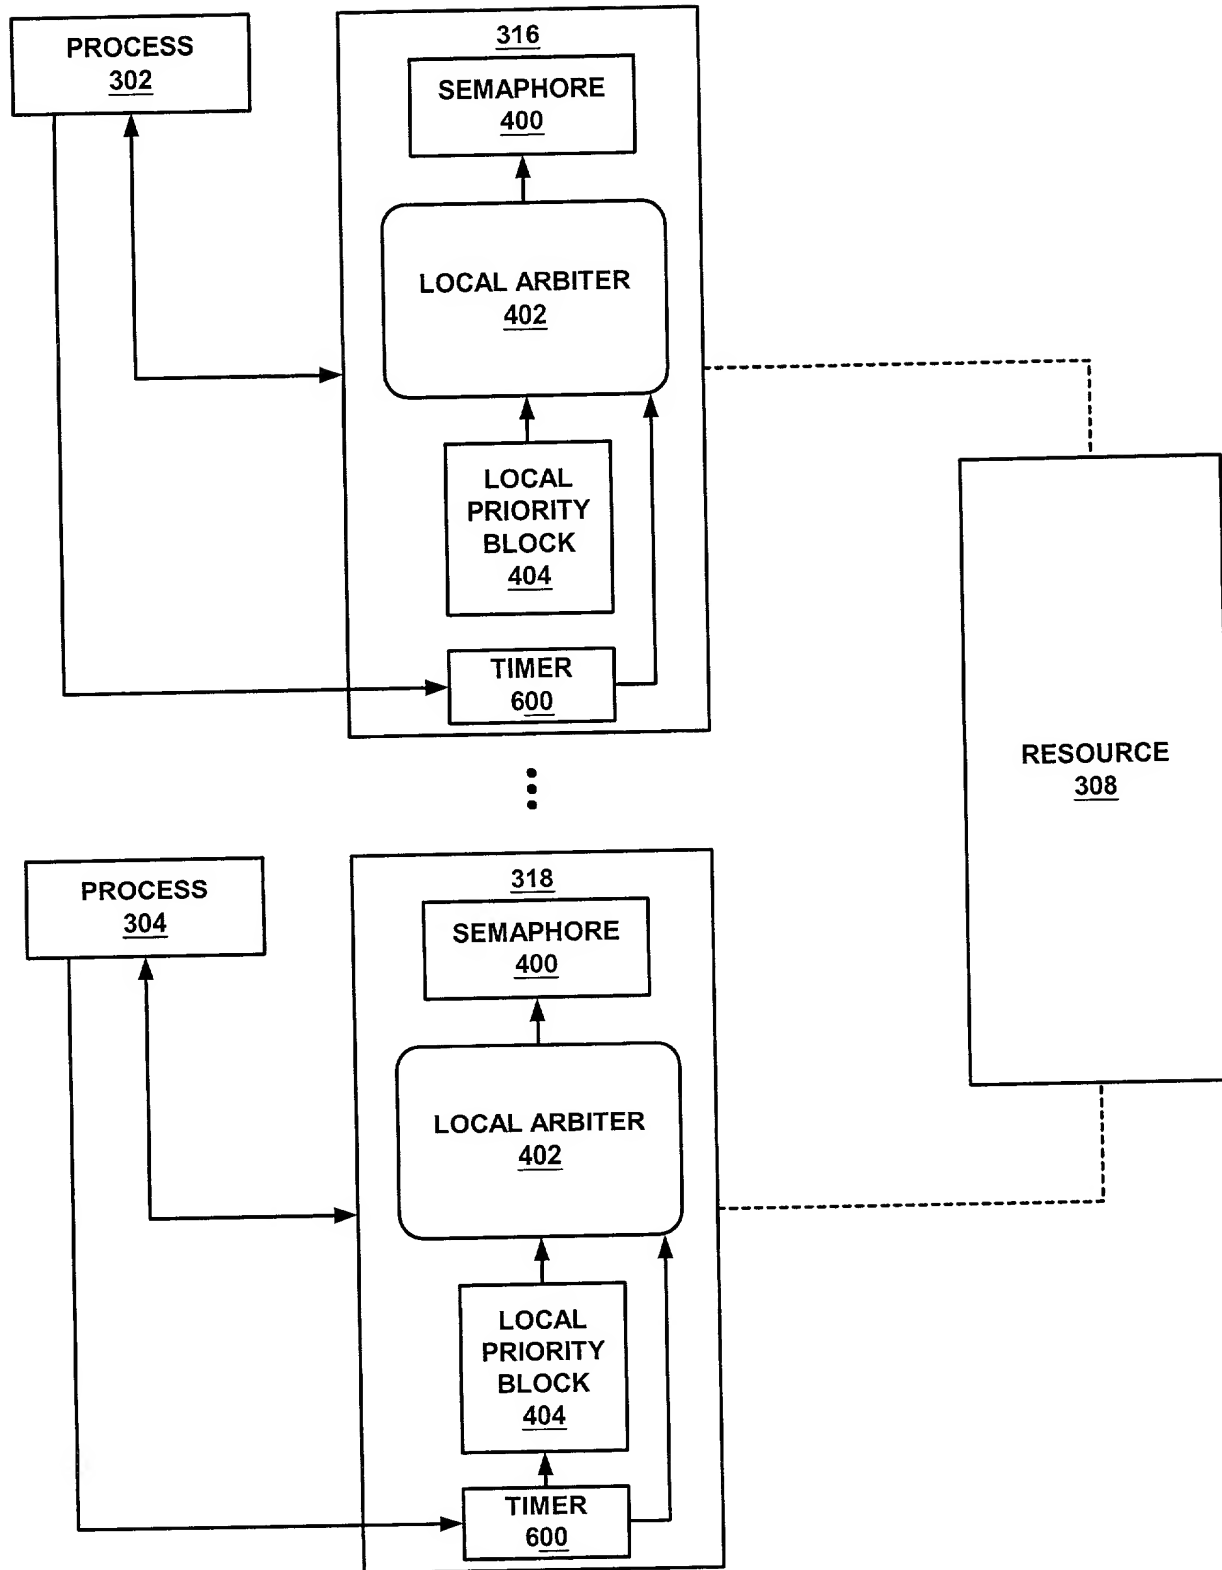 PROCESS
302
316
SEMAPHORE
400
LOCAL ARBITER
402
LOCAL
PRIORITY
BLOCK
404
TIMER
600
RESOURCE
308
PROCESS
304
318
SEMAPHORE
400
LOCAL ARBITER
402
LOCAL
PRIORITY
BLOCK
404
TIMER
600